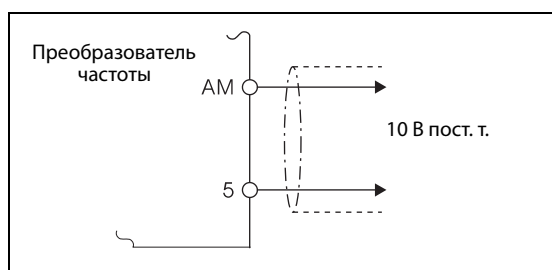 Преобразователь
частоты
AM
10 В пост. т.
5